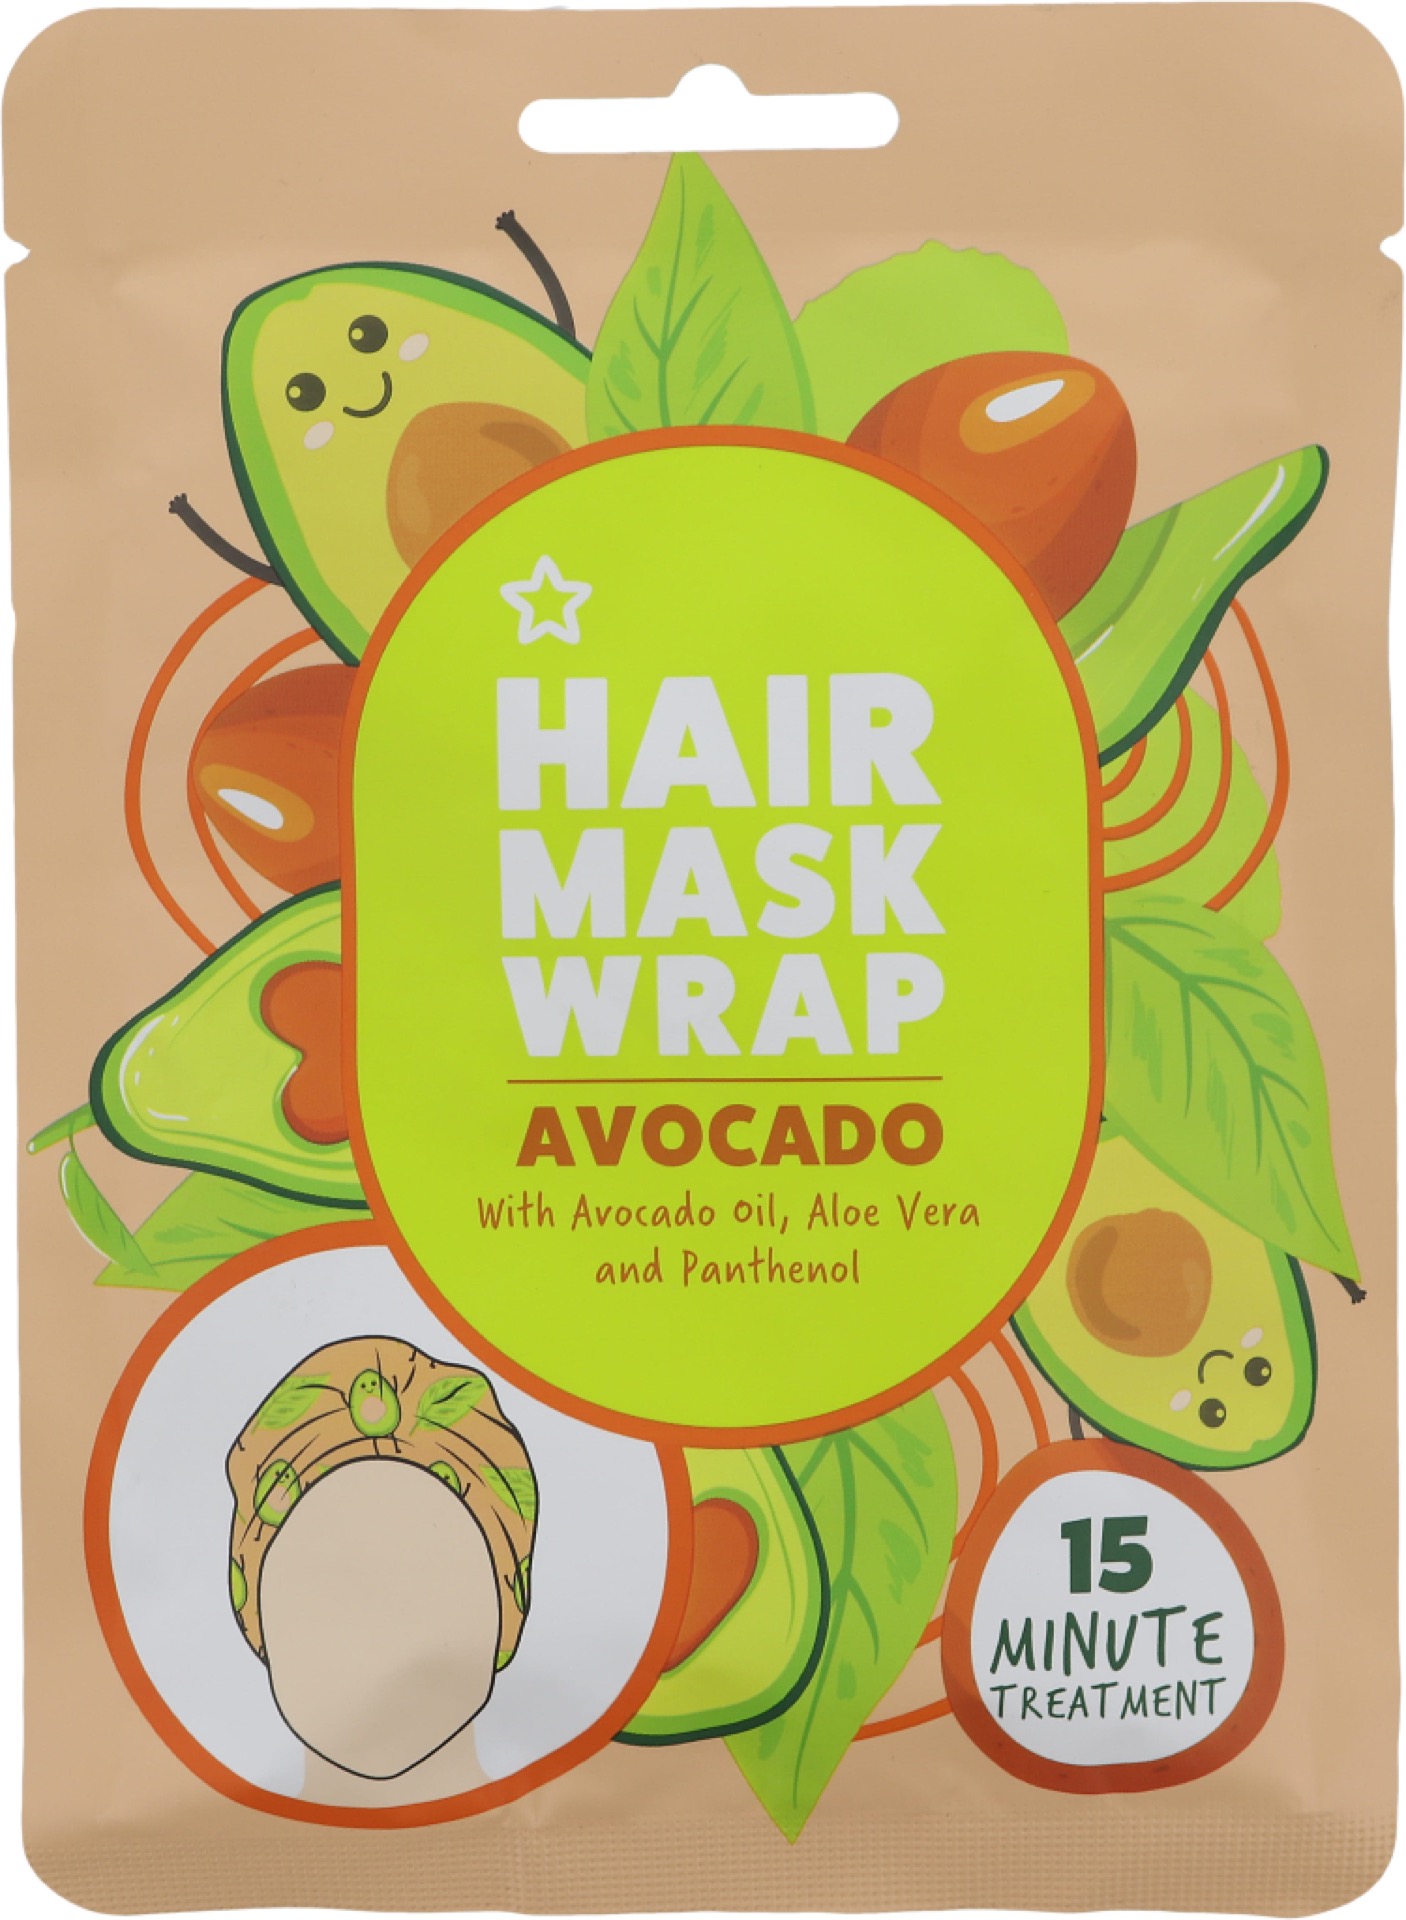 HAIR
MASK
WRAP
AVOCADO
With Avocado Oil, Aloe Vera
and Panthenol
15
MINUTE
TREATMENT